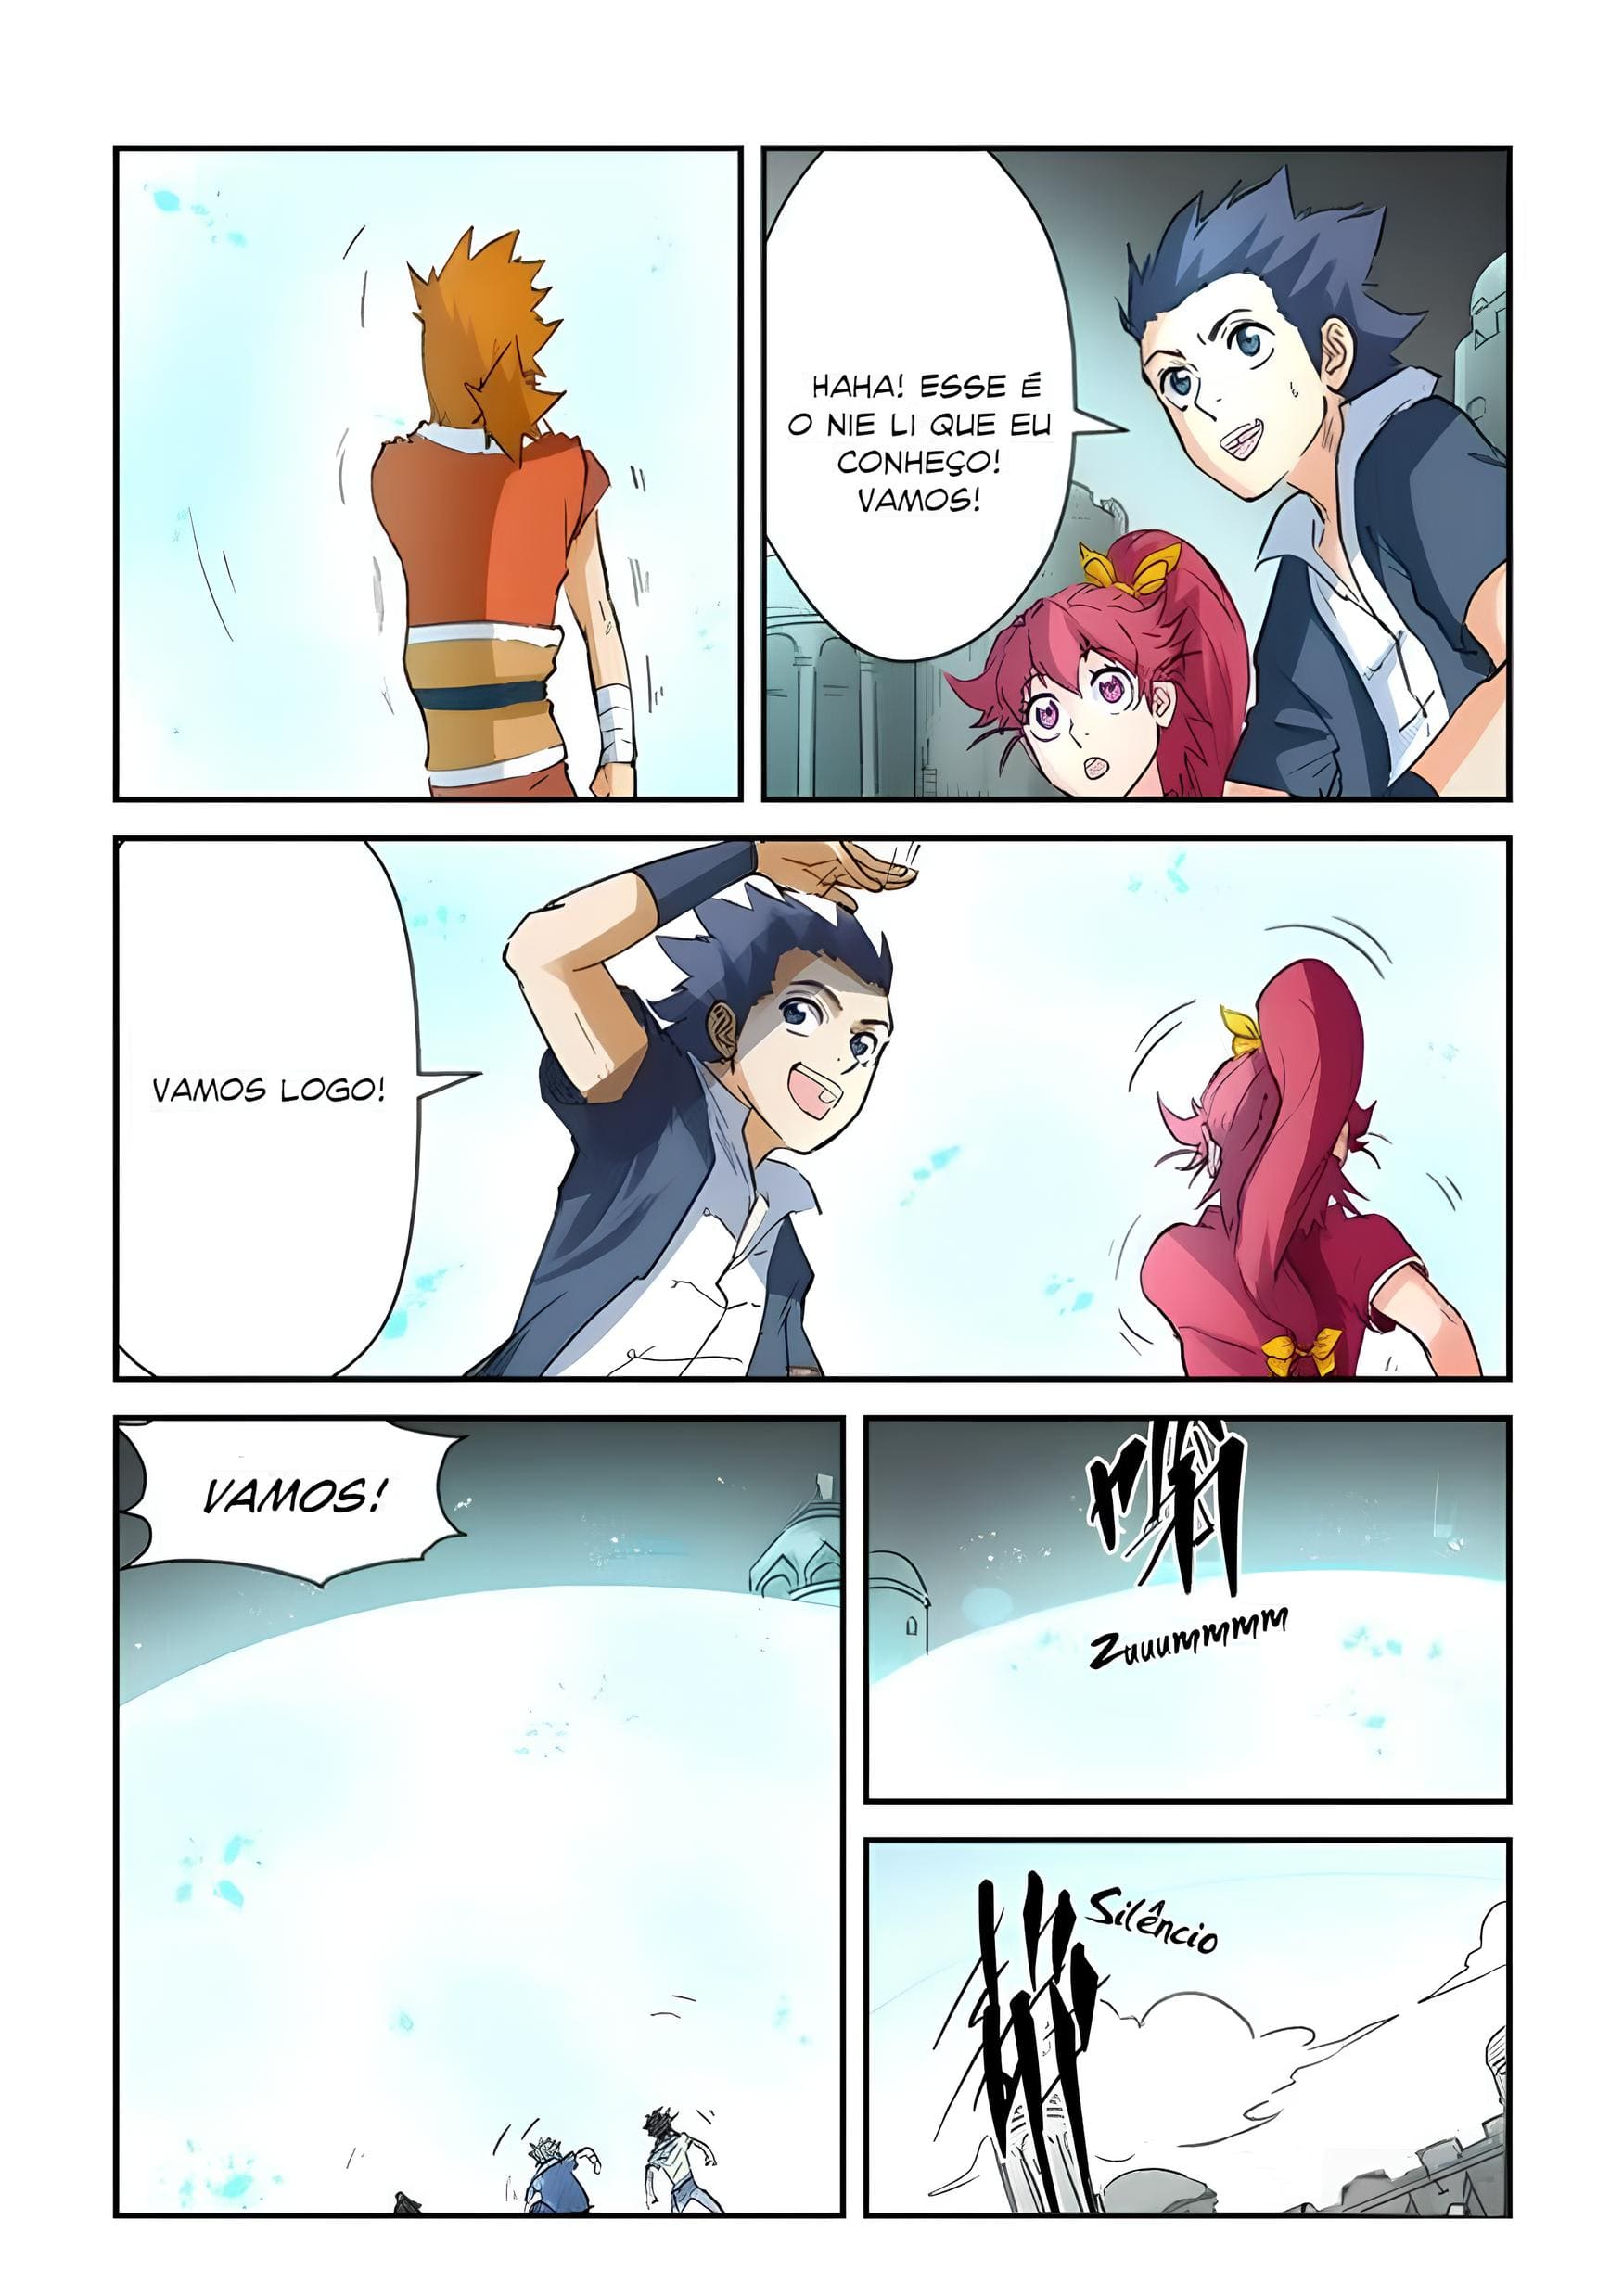 HAHA! ESSE É
O NIE LI QUE EU
CONHEÇO!
VAMOS!
VAMOS LOGO!
VAMOS!
Zuuummmm
Silêncio